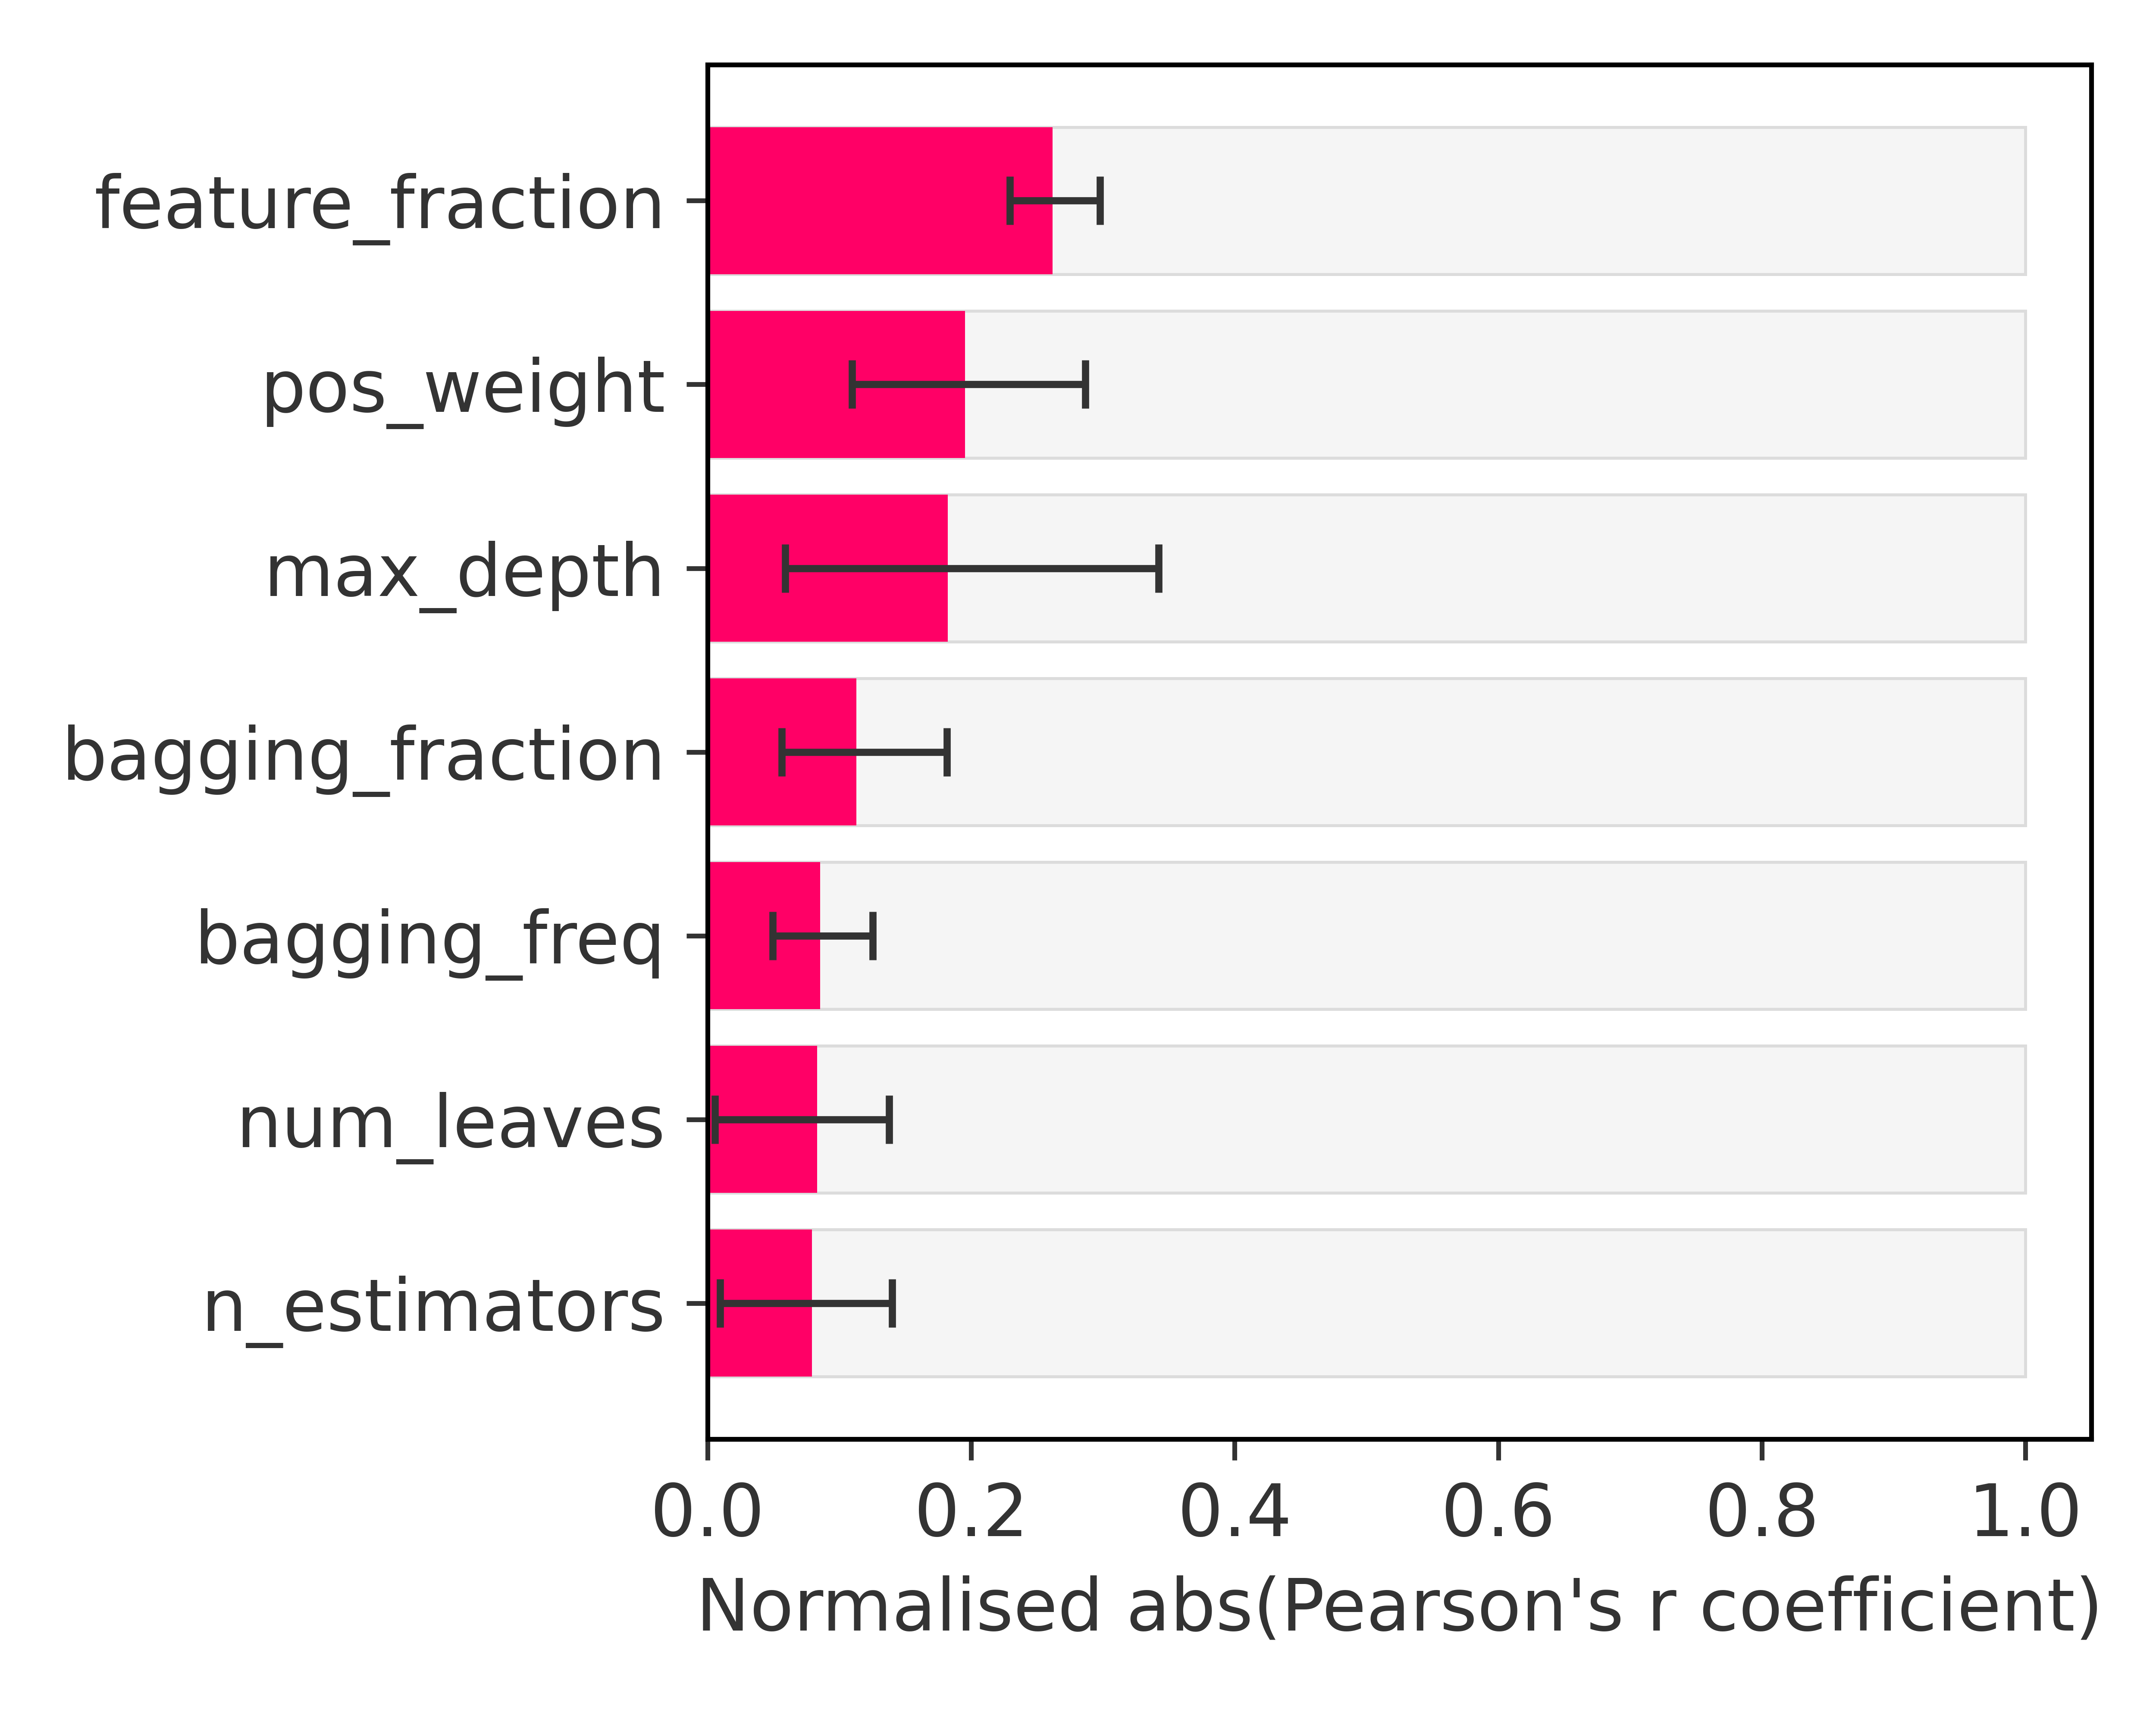 feature_fraction
pos_weight
max_depth
bagging_fraction
bagging_freq
num_leaves
n_estimators
0.0 0.2 0.4 0.6 0.8 1.0
Normalised abs(Pearson's r coefficient)